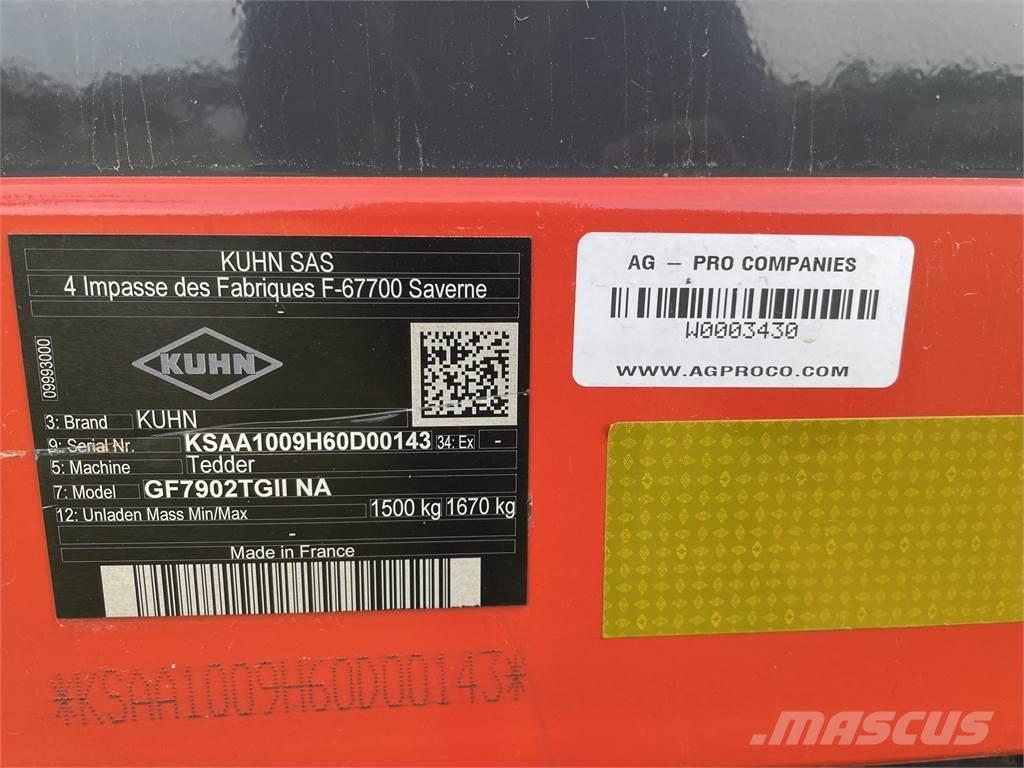 KUHN SAS
4 Impasse des Fabriques F-67700 Saverne
-
09993000
KUHN
3: Brand KUHN
9: Serial Nr. KSAA1009H60D00143 34: Ex -
5: Machine Tedder
7: Model GF7902TGII NA
12: Unladen Mass Min/Max 1500 kg 1670 kg
-
Made in France
*KSAA1009H60D00143*
AG - PRO COMPANIES
W0003430
WWW.AGPROCO.COM
MASCUS